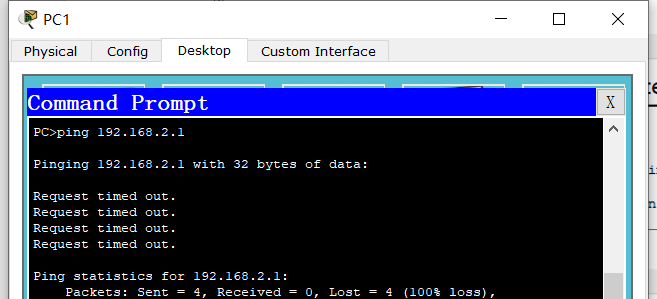 PC1
Physical Config Desktop Custom Interface
Command Prompt X
PC>ping 192.168.2.1
Pinging 192.168.2.1 with 32 bytes of data:
Request timed out.
Request timed out.
Request timed out.
Request timed out.
Ping statistics for 192.168.2.1:
Packets: Sent = 4, Received = 0, Lost = 4 (100% loss),